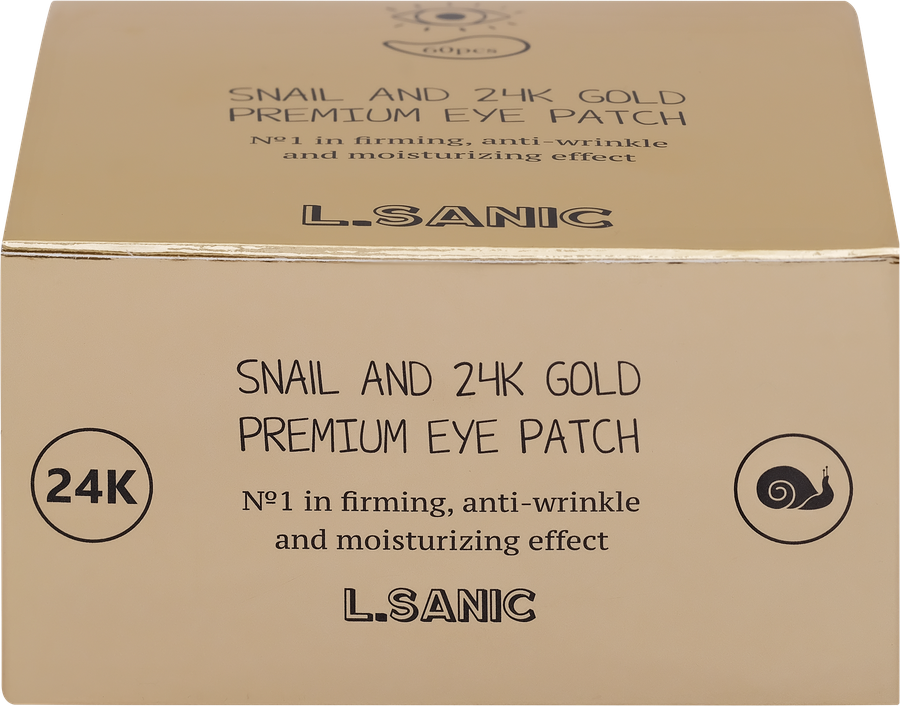 60pcs
SNAIL AND 24K GOLD
PREMIUM EYE PATCH
Nº1 in firming, anti-wrinkle
and moisturizing effect
L.SANIC
SNAIL AND 24K GOLD
PREMIUM EYE PATCH
24K
Nº1 in firming, anti-wrinkle
and moisturizing effect
L.SANIC